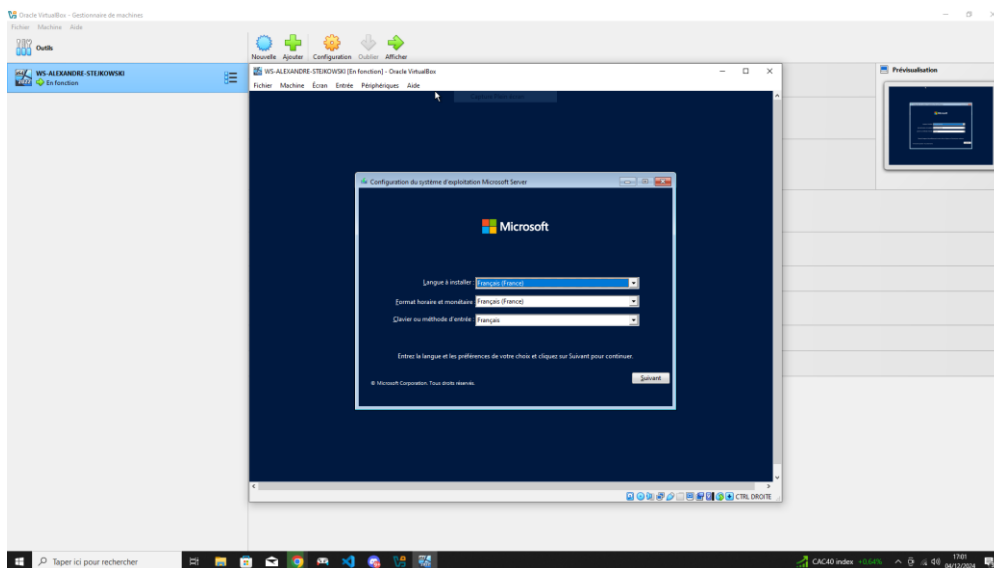 Oracle VirtualBox - Gestionnaire de machines
Fichier Machine Aide
Outils
Nouvelle Ajouter Configuration Oublier Afficher
WS-ALEXANDRE-STEJKOWSKI
En fonction
Prévisualisation
WS-ALEXANDRE-STEJKOWSKI [En fonction] - Oracle VirtualBox
Fichier Machine Écran Entrée Périphériques Aide
Configuration du système d'exploitation Microsoft Server
Microsoft
Langue à installer : Français (France)
Format horaire et monétaire : Français (France)
Clavier ou méthode d'entrée : Français
Entrez la langue et les préférences de votre choix et cliquez sur Suivant pour continuer.
© Microsoft Corporation. Tous droits réservés.
Suivant
CTRL DROITE
Taper ici pour rechercher
CAC40 index +0,64%
17:01
04/12/2024